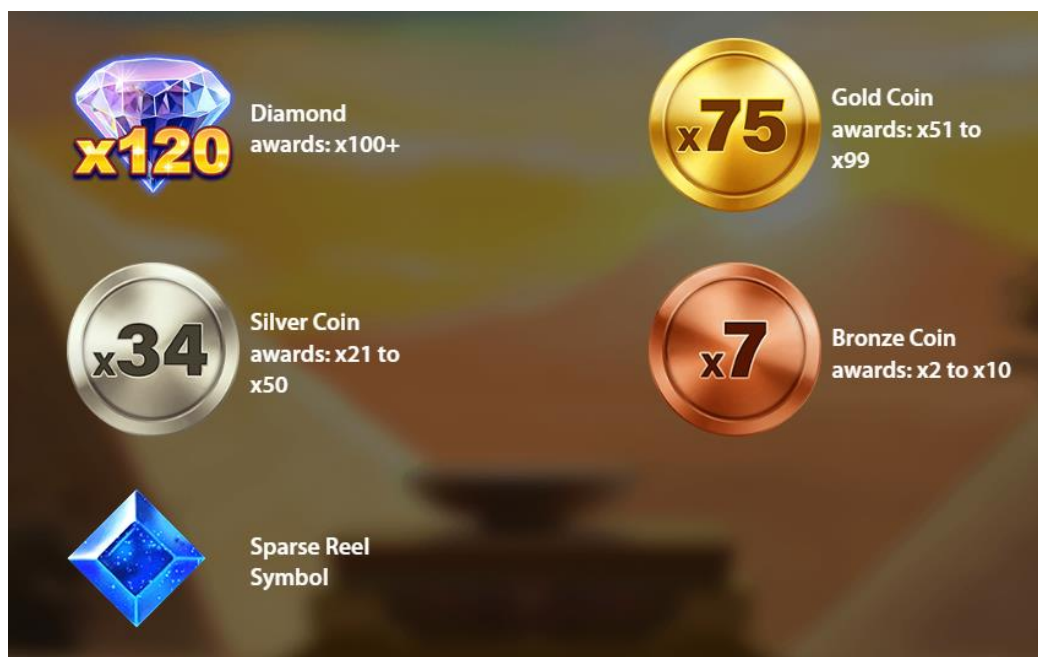 x120
Diamond
awards: x100+
x75
Gold Coin
awards: x51 to
x99
x34
Silver Coin
awards: x21 to
x50
x7
Bronze Coin
awards: x2 to x10
Sparse Reel
Symbol